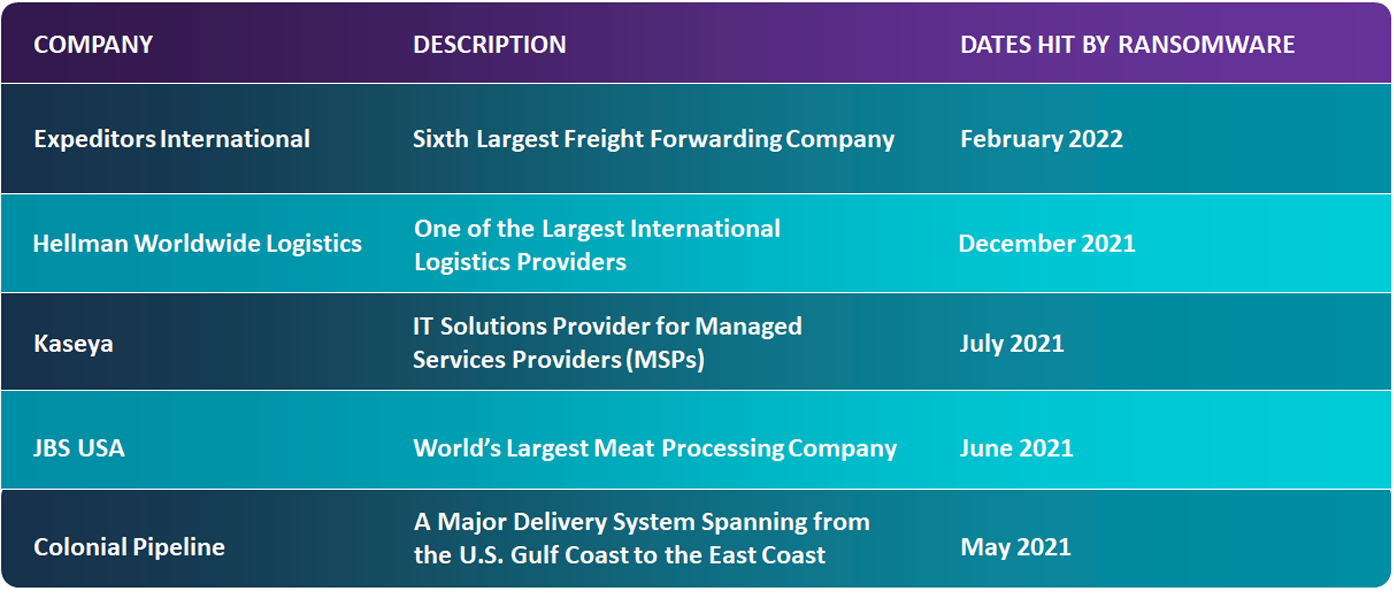 COMPANY DESCRIPTION DATES HIT BY RANSOMWARE
Expeditors International Sixth Largest Freight Forwarding Company February 2022
Hellman Worldwide Logistics One of the Largest International
Logistics Providers December 2021
Kaseya IT Solutions Provider for Managed
Services Providers (MSPs) July 2021
JBS USA World’s Largest Meat Processing Company June 2021
Colonial Pipeline A Major Delivery System Spanning from
the U.S. Gulf Coast to the East Coast May 2021